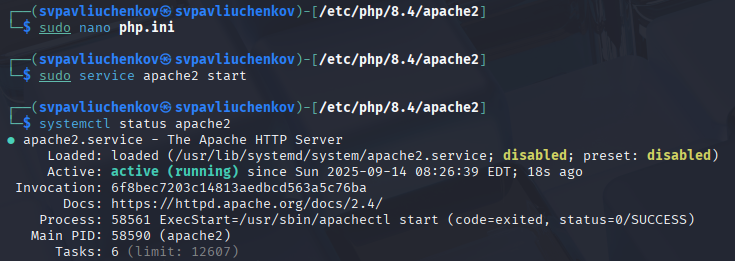 ┌──(svpavliuchenkov㉿svpavliuchenkov)-[/etc/php/8.4/apache2]
└─$ sudo nano php.ini
┌──(svpavliuchenkov㉿svpavliuchenkov)-[/etc/php/8.4/apache2]
└─$ sudo service apache2 start
┌──(svpavliuchenkov㉿svpavliuchenkov)-[/etc/php/8.4/apache2]
└─$ systemctl status apache2
● apache2.service - The Apache HTTP Server
Loaded: loaded (/usr/lib/systemd/system/apache2.service; disabled; preset: disabled)
Active: active (running) since Sun 2025-09-14 08:26:39 EDT; 18s ago
Invocation: 6f8bec7203c14813aedbcd563a5c76ba
Docs: https://httpd.apache.org/docs/2.4/
Process: 58561 ExecStart=/usr/sbin/apachectl start (code=exited, status=0/SUCCESS)
Main PID: 58590 (apache2)
Tasks: 6 (limit: 12607)